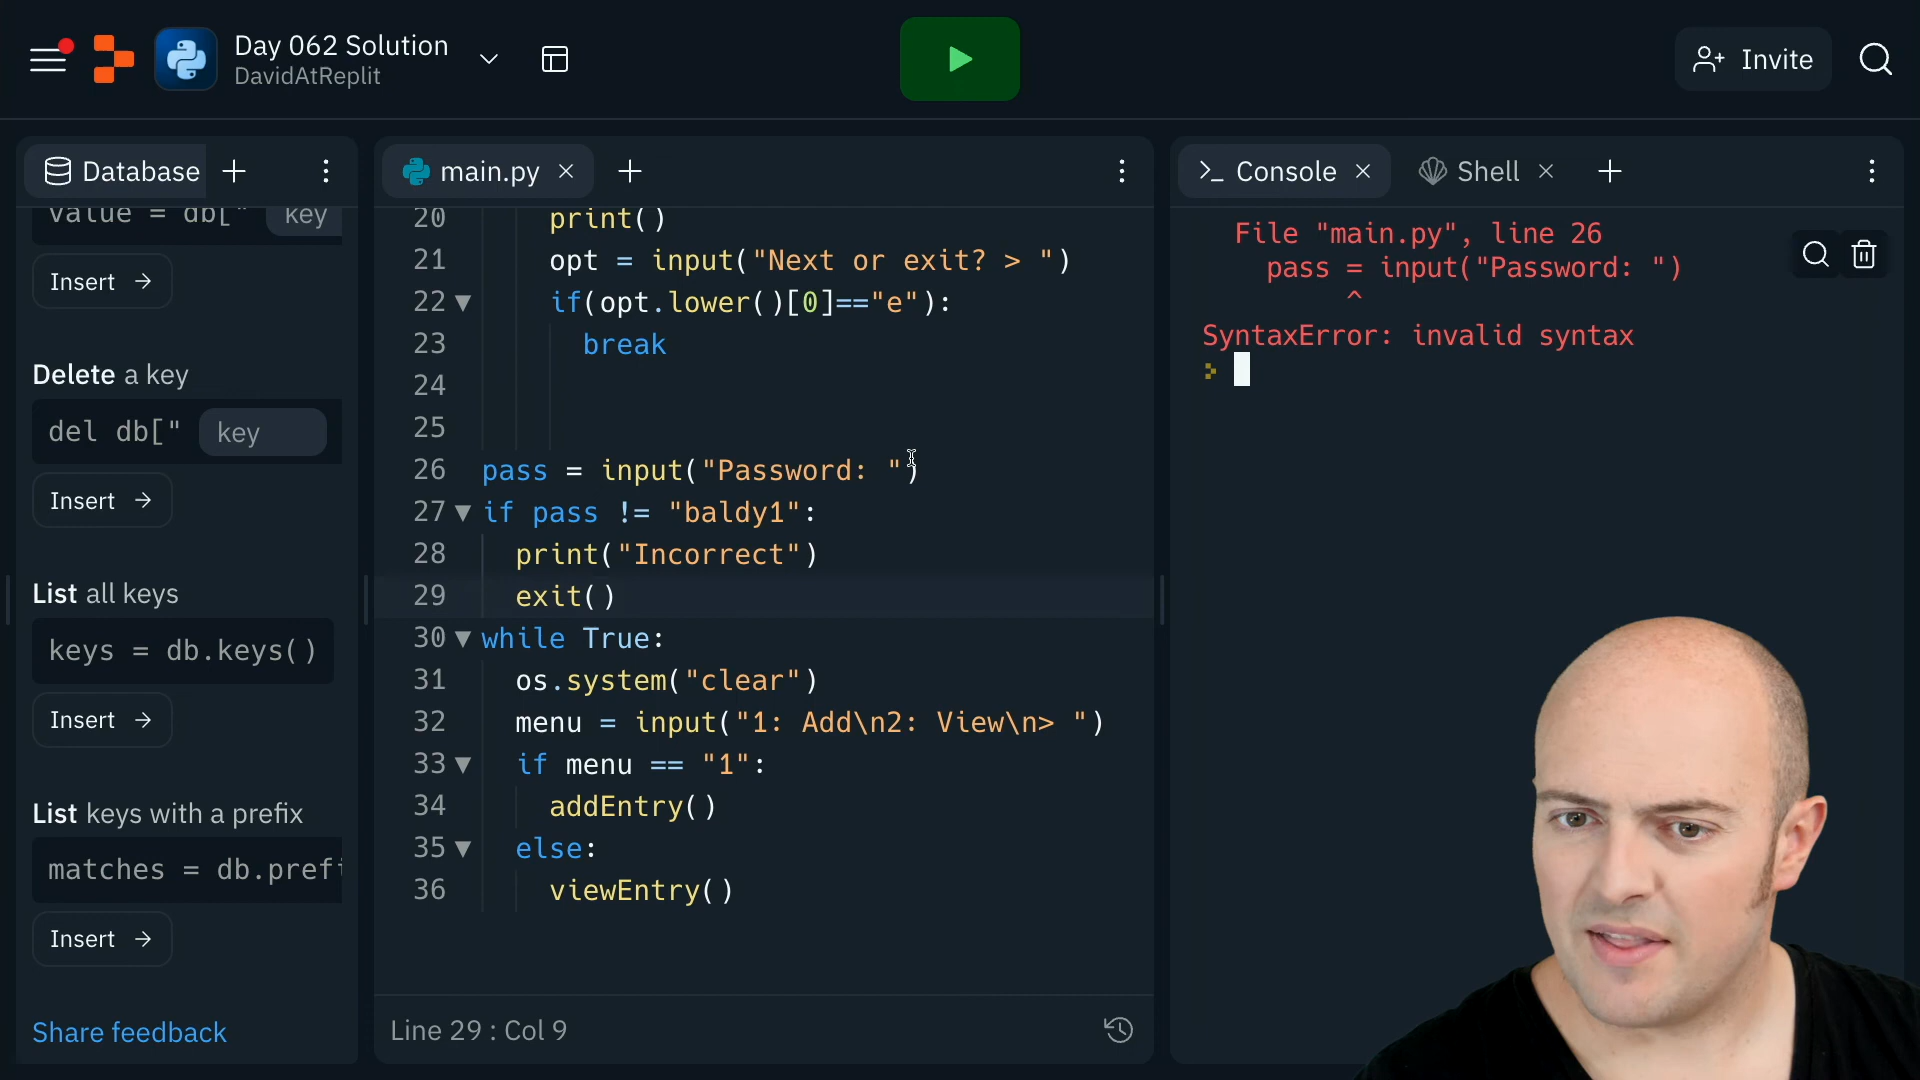 Day 062 Solution
DavidAtReplit
Invite
Database
main.py
Console
Shell
value = db[" key
Insert →
Delete a key
del db[" key
Insert →
List all keys
keys = db.keys()
Insert →
List keys with a prefix
matches = db.prefi
Insert →
Share feedback
20 print()
21 opt = input("Next or exit? > ")
22 if(opt.lower()[0]=="e"):
23 break
24
25
26 pass = input("Password: ")
27 if pass != "baldy1":
28 print("Incorrect")
29 exit()
30 while True:
31 os.system("clear")
32 menu = input("1: Add\n2: View\n> ")
33 if menu == "1":
34 addEntry()
35 else:
36 viewEntry()
Line 29 : Col 9
File "main.py", line 26
pass = input("Password: ")
^
SyntaxError: invalid syntax